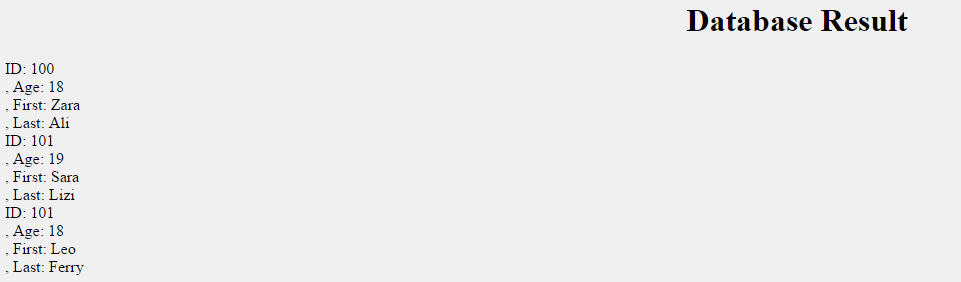 Database Result
ID: 100
, Age: 18
, First: Zara
, Last: Ali
ID: 101
, Age: 19
, First: Sara
, Last: Lizi
ID: 101
, Age: 18
, First: Leo
, Last: Ferry